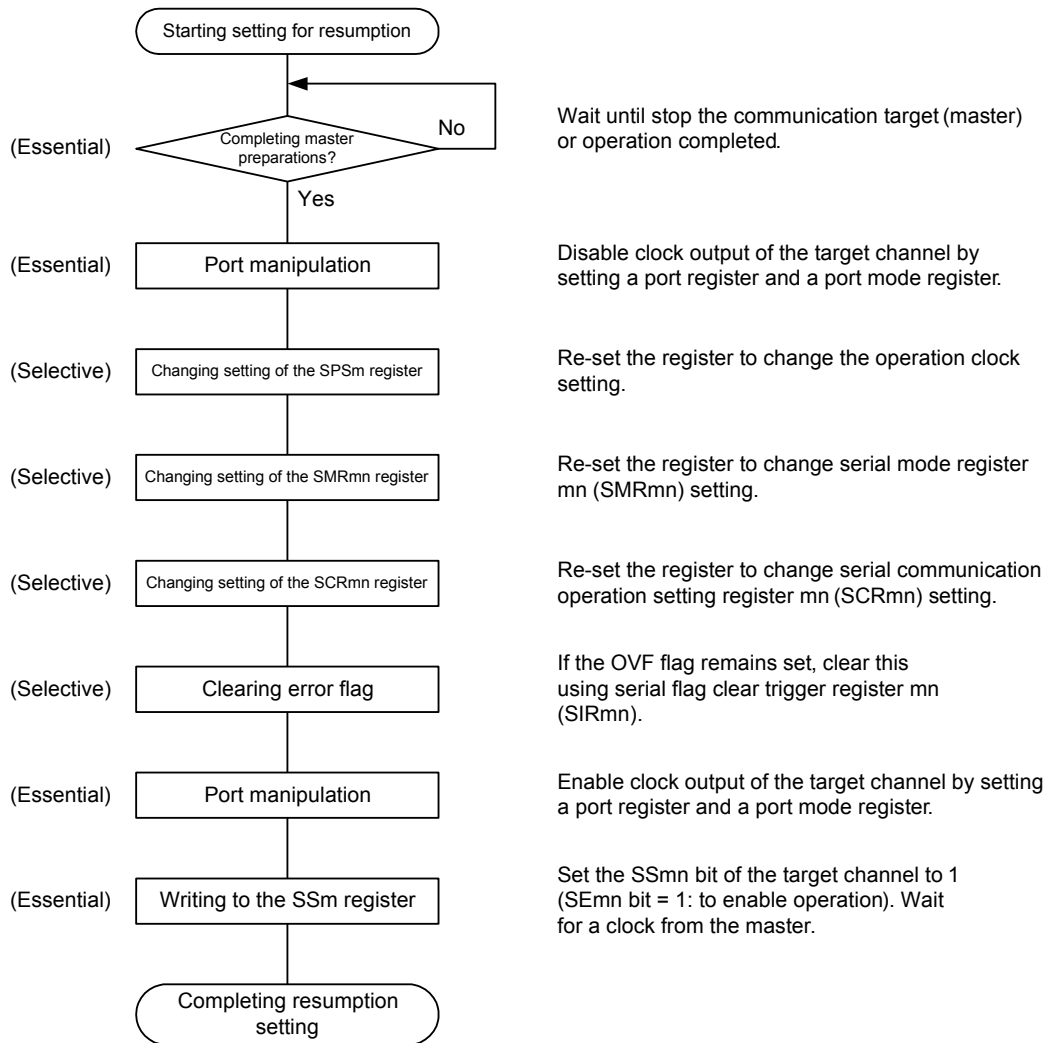 Starting setting for resumption
(Essential)
Completing master
preparations?
No
Wait until stop the communication target (master)
or operation completed.
Yes
(Essential)
Port manipulation
Disable clock output of the target channel by
setting a port register and a port mode register.
(Selective)
Changing setting of the SPSm register
Re-set the register to change the operation clock
setting.
(Selective)
Changing setting of the SMRmn register
Re-set the register to change serial mode register
mn (SMRmn) setting.
(Selective)
Changing setting of the SCRmn register
Re-set the register to change serial communication
operation setting register mn (SCRmn) setting.
(Selective)
Clearing error flag
If the OVF flag remains set, clear this
using serial flag clear trigger register mn
(SIRmn).
(Essential)
Port manipulation
Enable clock output of the target channel by setting
a port register and a port mode register.
(Essential)
Writing to the SSm register
Set the SSmn bit of the target channel to 1
(SEmn bit = 1: to enable operation). Wait
for a clock from the master.
Completing resumption
setting